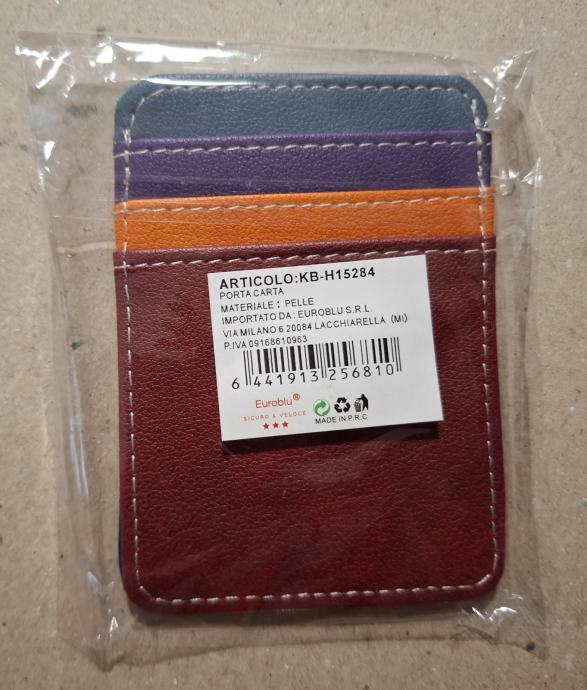 ARTICOLO:KB-H15284
PORTA CARTA
MATERIALE: PELLE
IMPORTATO DA: EUROBLU S.R.L.
VIA MILANO 6 20084 LACCHIARELLA (MI)
P.IVA 09168610963
6 441913 256810
Euroblu®
SICURO & VELOCE
MADE IN P.R.C